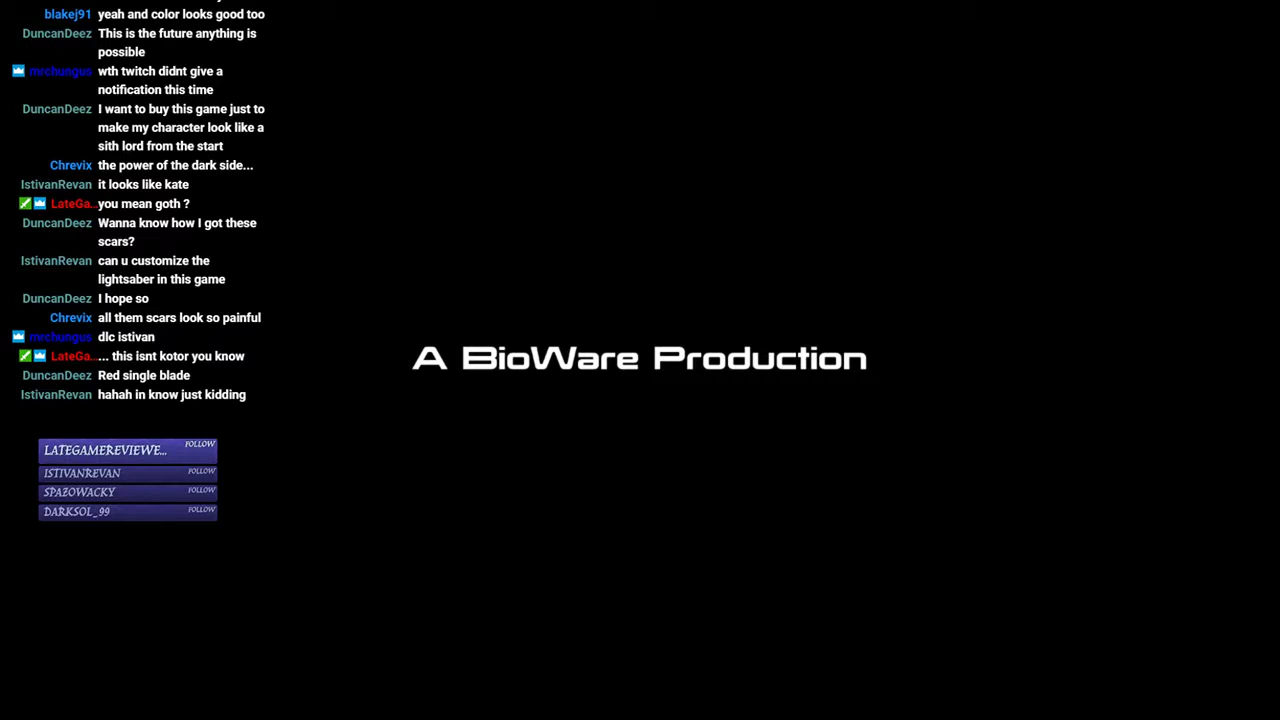 blakej91 yeah and color looks good too
DuncanDeez This is the future anything is
possible
mrchungus wth twitch didnt give a
notification this time
DuncanDeez I want to buy this game just to
make my character look like a
sith lord from the start
Chrevix the power of the dark side...
IstivanRevan it looks like kate
LateGa... you mean goth ?
DuncanDeez Wanna know how I got these
scars?
IstivanRevan can u customize the
lightsaber in this game
DuncanDeez I hope so
Chrevix all them scars look so painful
mrchungus dlc istivan
LateGa... ... this isnt kotor you know
DuncanDeez Red single blade
IstivanRevan hahah in know just kidding
A BioWare Production
LATEGAMEREVIEWE... FOLLOW
ISTIVANREVAN FOLLOW
SPAZOWACKY FOLLOW
DARKSOL_99 FOLLOW